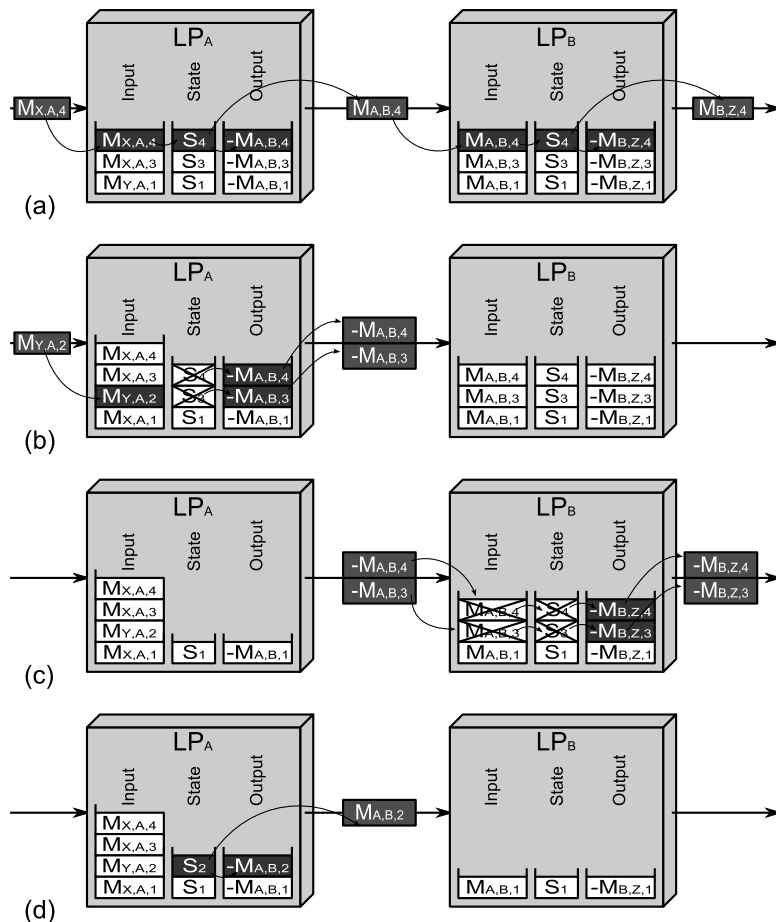 LPA LPB
Input State Output Input State Output
MX,A,4 MA,B,4 MB,Z,4
MX,A,4 S4 -MA,B,4 MA,B,4 S4 -MB,Z,4
MX,A,3 S3 -MA,B,3 MA,B,3 S3 -MB,Z,3
MY,A,1 S1 -MA,B,1 MA,B,1 S1 -MB,Z,1
(a)
LPA LPB
Input State Output Input State Output
-MA,B,4
MY,A,2
MX,A,4 -MA,B,3
MX,A,3 S4 -MA,B,4 MA,B,4 S4 -MB,Z,4
MY,A,2 S3 -MA,B,3 MA,B,3 S3 -MB,Z,3
MX,A,1 S1 -MA,B,1 MA,B,1 S1 -MB,Z,1
(b)
LPA LPB
Input State Output Input State Output
-MA,B,4 -MB,Z,4
MX,A,4 -MA,B,3 -MB,Z,3
MX,A,3 MA,B,4 S4 -MB,Z,4
MY,A,2 MA,B,3 S3 -MB,Z,3
MX,A,1 S1 -MA,B,1 MA,B,1 S1 -MB,Z,1
(c)
LPA LPB
Input State Output Input State Output
MA,B,2
MX,A,4
MX,A,3
MY,A,2 S2 -MA,B,2
MX,A,1 S1 -MA,B,1 MA,B,1 S1 -MB,Z,1
(d)